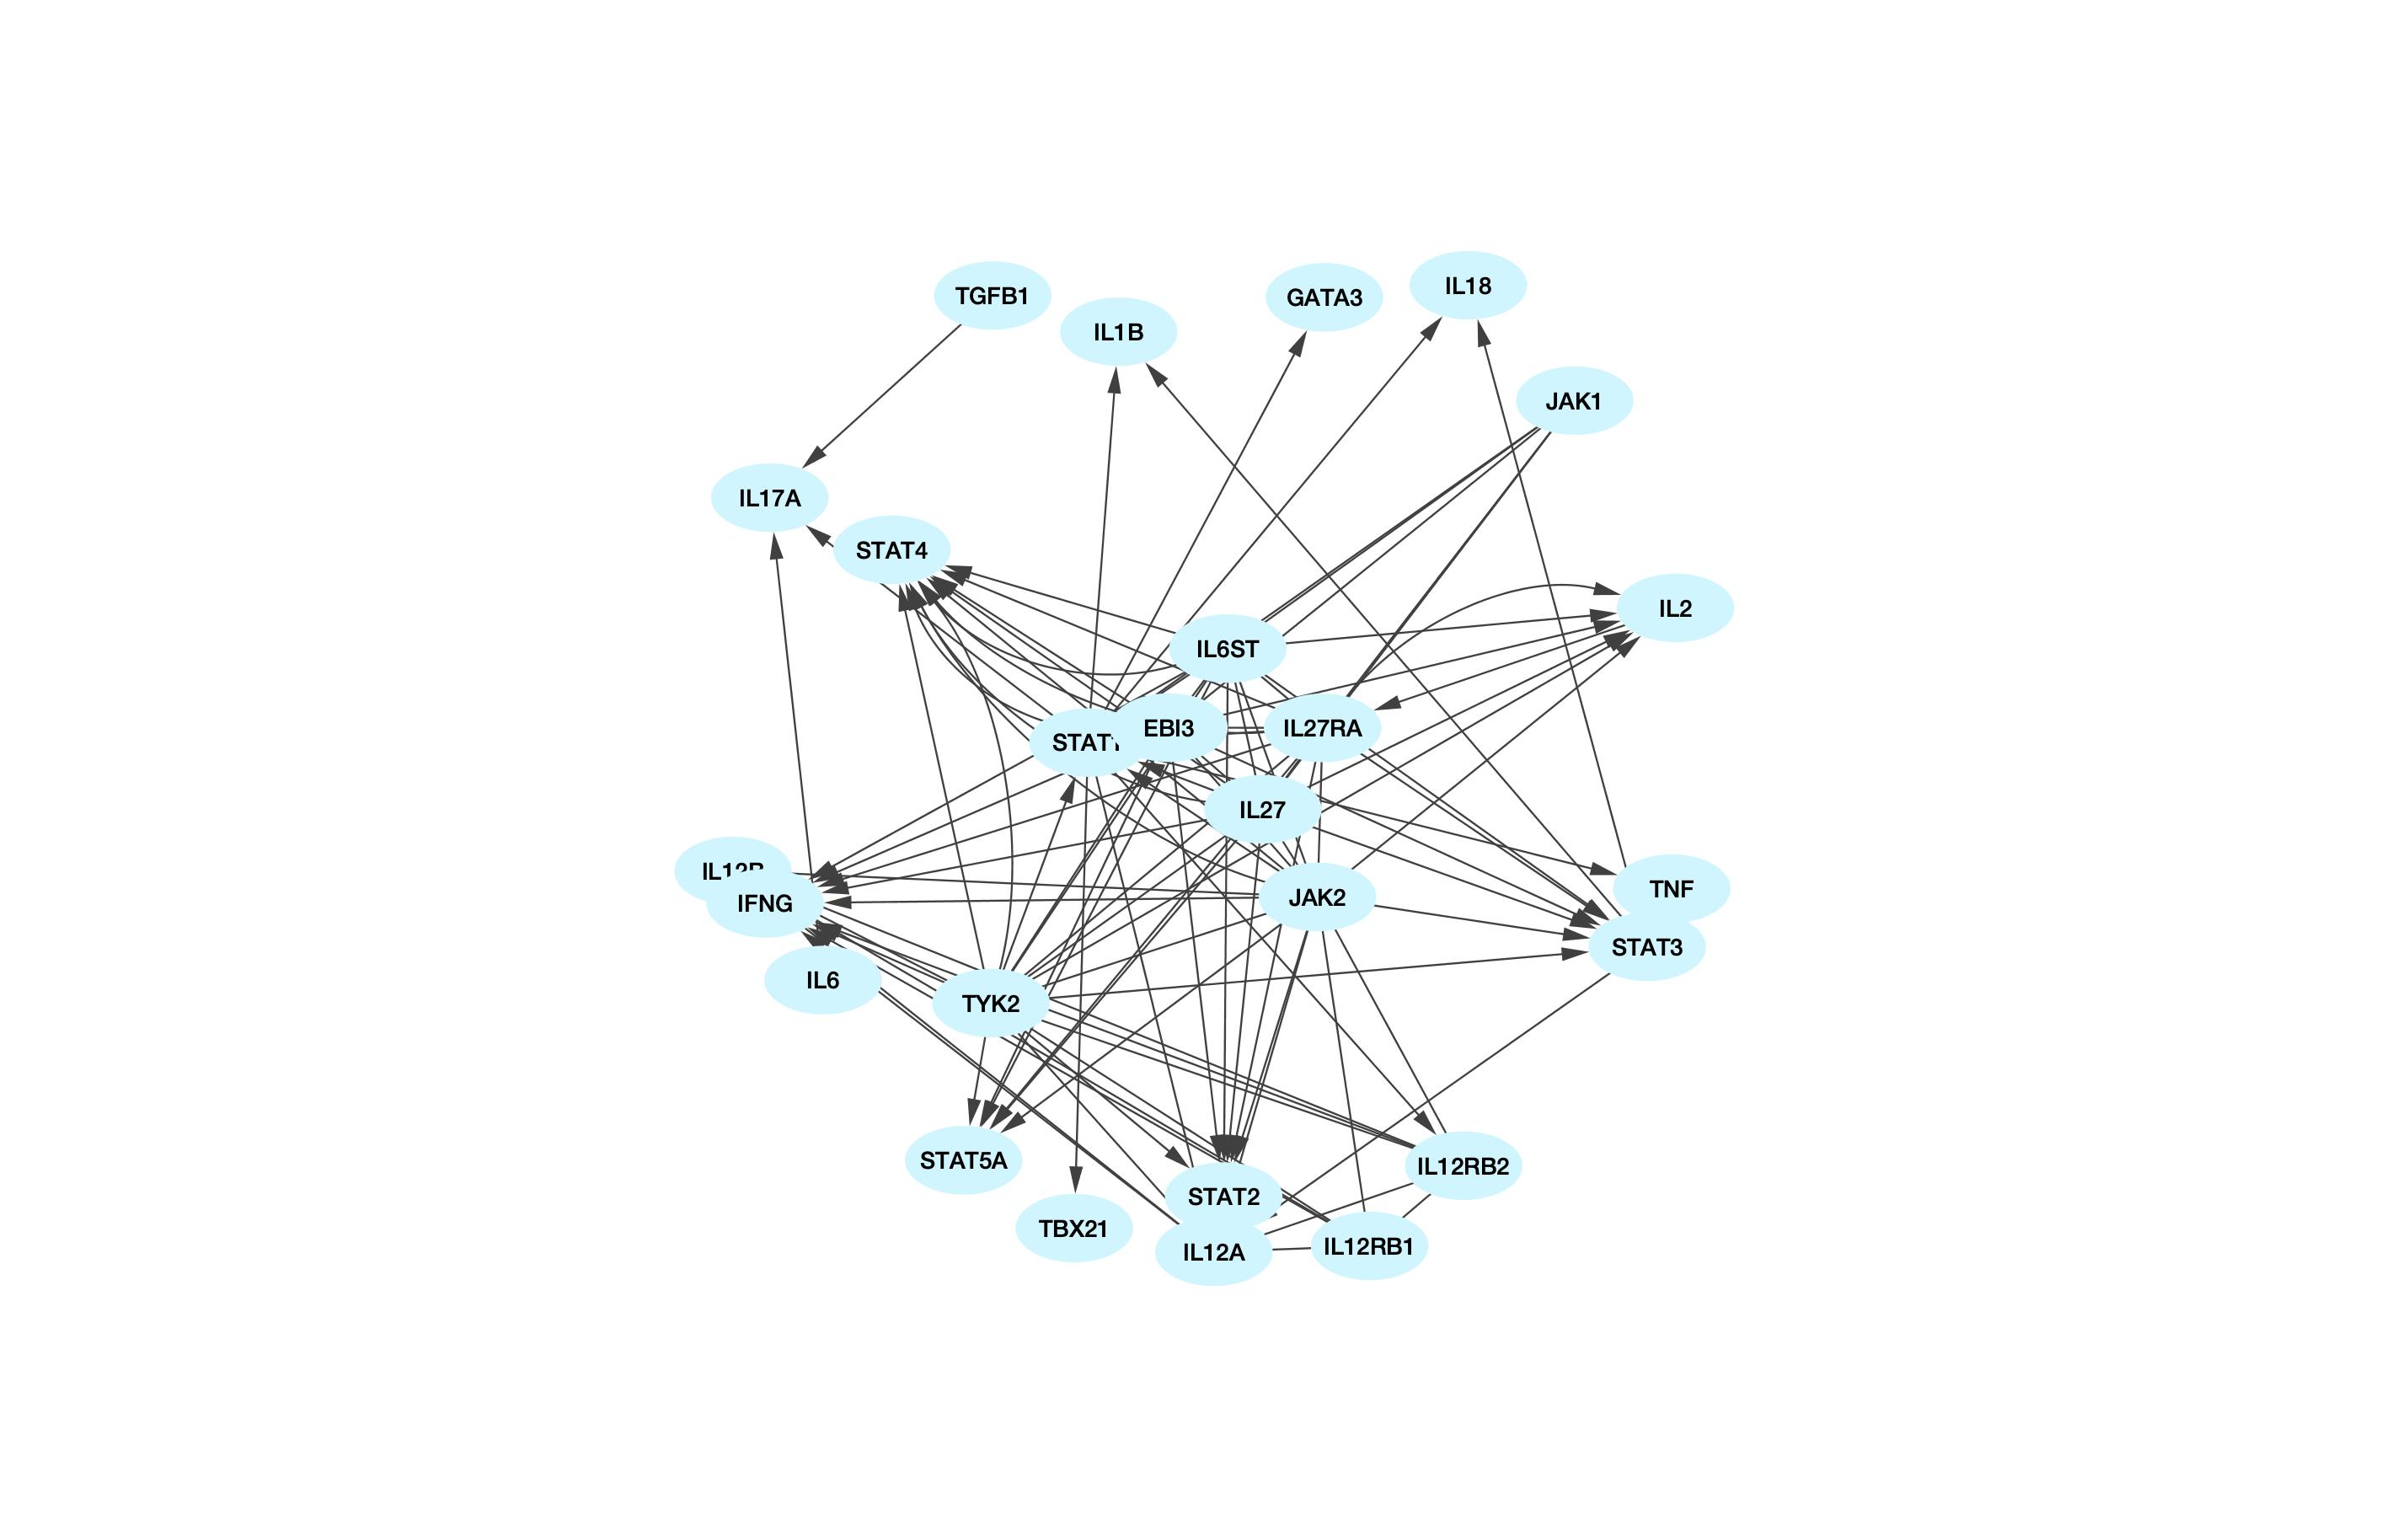 IL18
TGFB1
GATA3
IL1B
JAK1
IL17A
STAT4
IL2
IL6ST
EBI3
IL27RA
IL27
TNF
JAK2
IFNG
STAT3
IL6
TYK2
STAT5A
IL12RB2
STAT2
TBX21
IL12RB1
IL12A